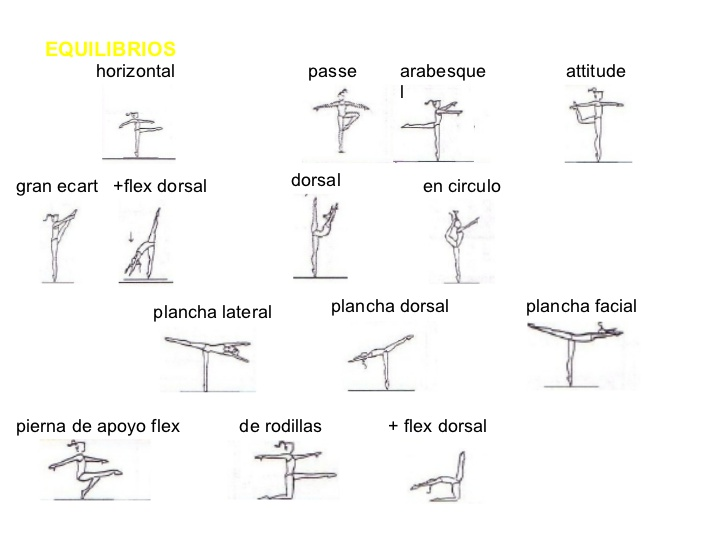 EQUILIBRIOS
horizontal
passe
arabesque
l
attitude
gran ecart
+flex dorsal
dorsal
en circulo
plancha lateral
plancha dorsal
plancha facial
pierna de apoyo flex
de rodillas
+ flex dorsal